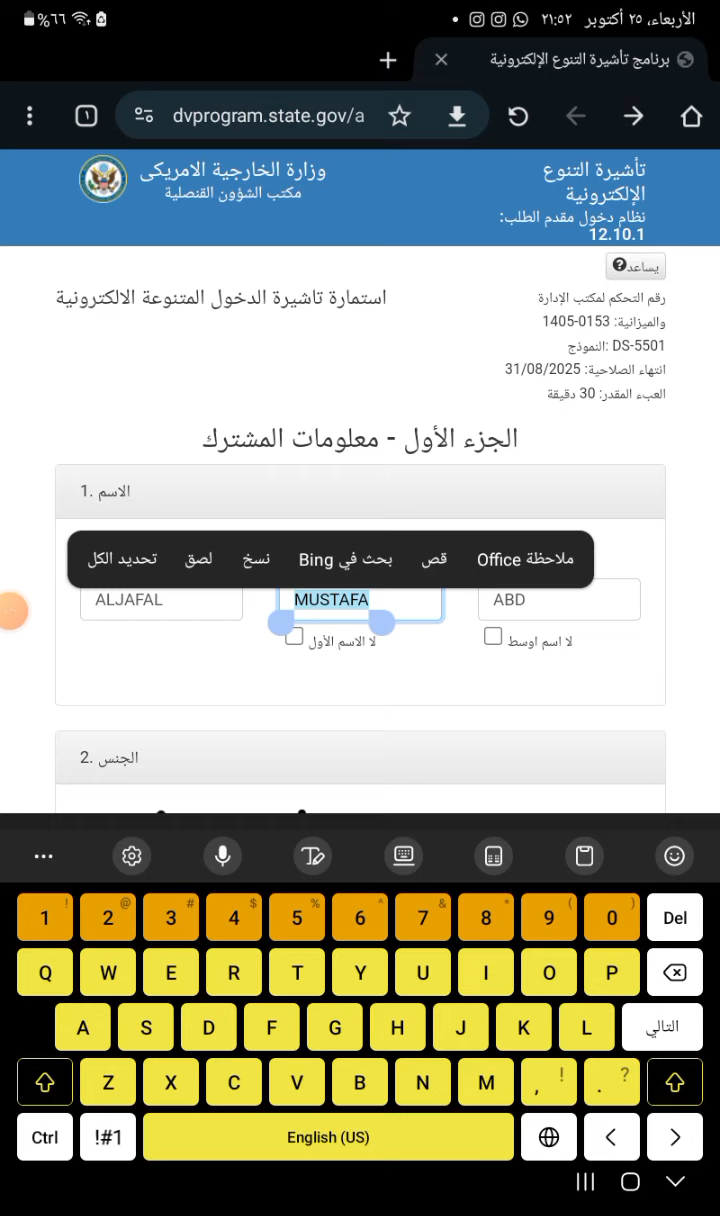 الأربعاء، ٢٥ أكتوبر ٢١:٥٢ %٦٦
برنامج تأشيرة التنوع الإلكترونية
١ dvprogram.state.gov/a
تأشيرة التنوع
الإلكترونية
نظام دخول مقدم الطلب:
12.10.1
وزارة الخارجية الامريكى
مكتب الشؤون القنصلية
يساعد
رقم التحكم لمكتب الإدارة
والميزانية: 0153-1405
DS-5501 :النموذج
انتهاء الصلاحية: 31/08/2025
العبء المقدر: 30 دقيقة
استمارة تاشيرة الدخول المتنوعة الالكترونية
الجزء الأول - معلومات المشترك
1. الاسم
ملاحظة Office قص بحث في Bing نسخ لصق تحديد الكل
ALJAFAL MUSTAFA ABD
لا الاسم الأول لا اسم اوسط
2. الجنس
1 ! 2 @ 3 # 4 $ 5 % 6 ^ 7 & 8 * 9 ( 0 ) Del
Q W E R T Y U I O P
A S D F G H J K L التالي
Z X C V B N M , ! . ?
Ctrl !#1 English (US) < >